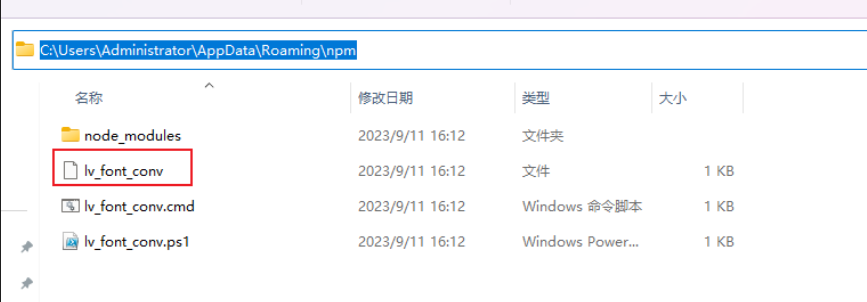 C:\Users\Administrator\AppData\Roaming\npm
名称 修改日期 类型 大小
node_modules 2023/9/11 16:12 文件夹
lv_font_conv 2023/9/11 16:12 文件 1 KB
lv_font_conv.cmd 2023/9/11 16:12 Windows 命令脚本 1 KB
lv_font_conv.ps1 2023/9/11 16:12 Windows Power... 1 KB